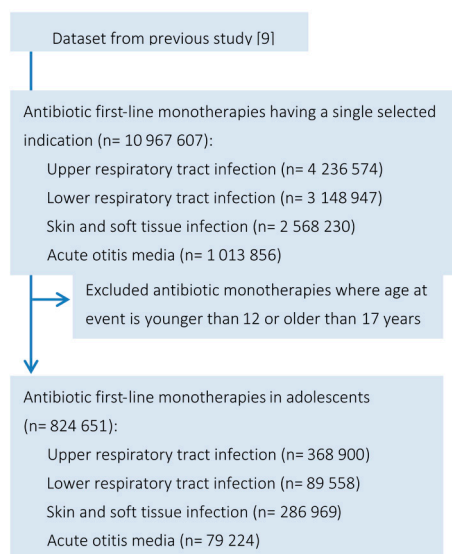 Dataset from previous study [9]
Antibiotic first-line monotherapies having a single selected
indication (n= 10 967 607):
Upper respiratory tract infection (n= 4 236 574)
Lower respiratory tract infection (n= 3 148 947)
Skin and soft tissue infection (n= 2 568 230)
Acute otitis media (n= 1 013 856)
Excluded antibiotic monotherapies where age at
event is younger than 12 or older than 17 years
Antibiotic first-line monotherapies in adolescents
(n= 824 651):
Upper respiratory tract infection (n= 368 900)
Lower respiratory tract infection (n= 89 558)
Skin and soft tissue infection (n= 286 969)
Acute otitis media (n= 79 224)